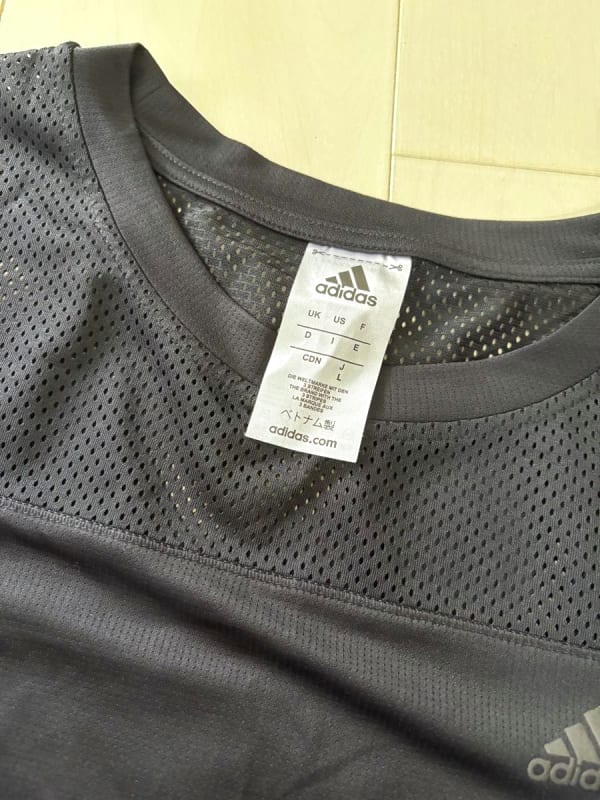 adidas
UK US F
D I E
CDN J
L
DIE WELTMARKE MIT DEN
3 STREIFEN
THE BRAND WITH THE
3 STRIPES
LA MARQUE AUX
3 BANDES
ベトナム製
adidas.com
adid